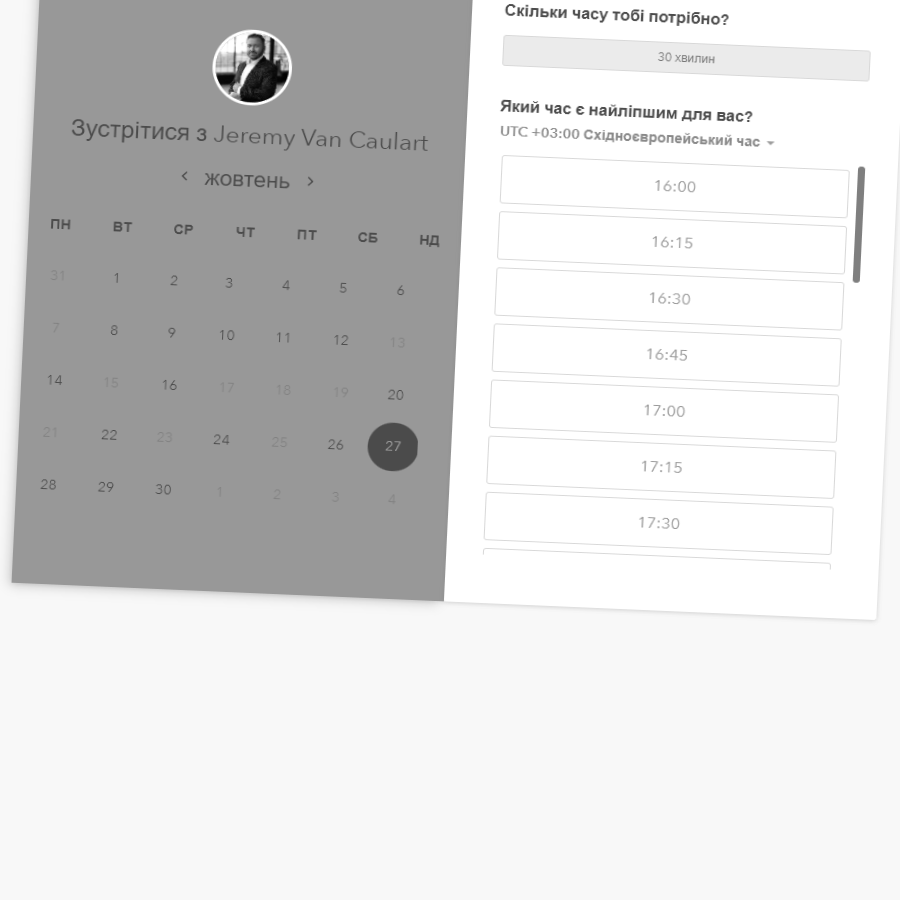 Зустрітися з Jeremy Van Caulart
жовтень
ПН ВТ СР ЧТ ПТ СБ НД
31 1 2 3 4 5 6
7 8 9 10 11 12 13
14 15 16 17 18 19 20
21 22 23 24 25 26 27
28 29 30 1 2 3 4
Скільки часу тобі потрібно?
30 хвилин
Який час є найліпшим для вас?
UTC +03:00 Східноєвропейський час
16:00
16:15
16:30
16:45
17:00
17:15
17:30